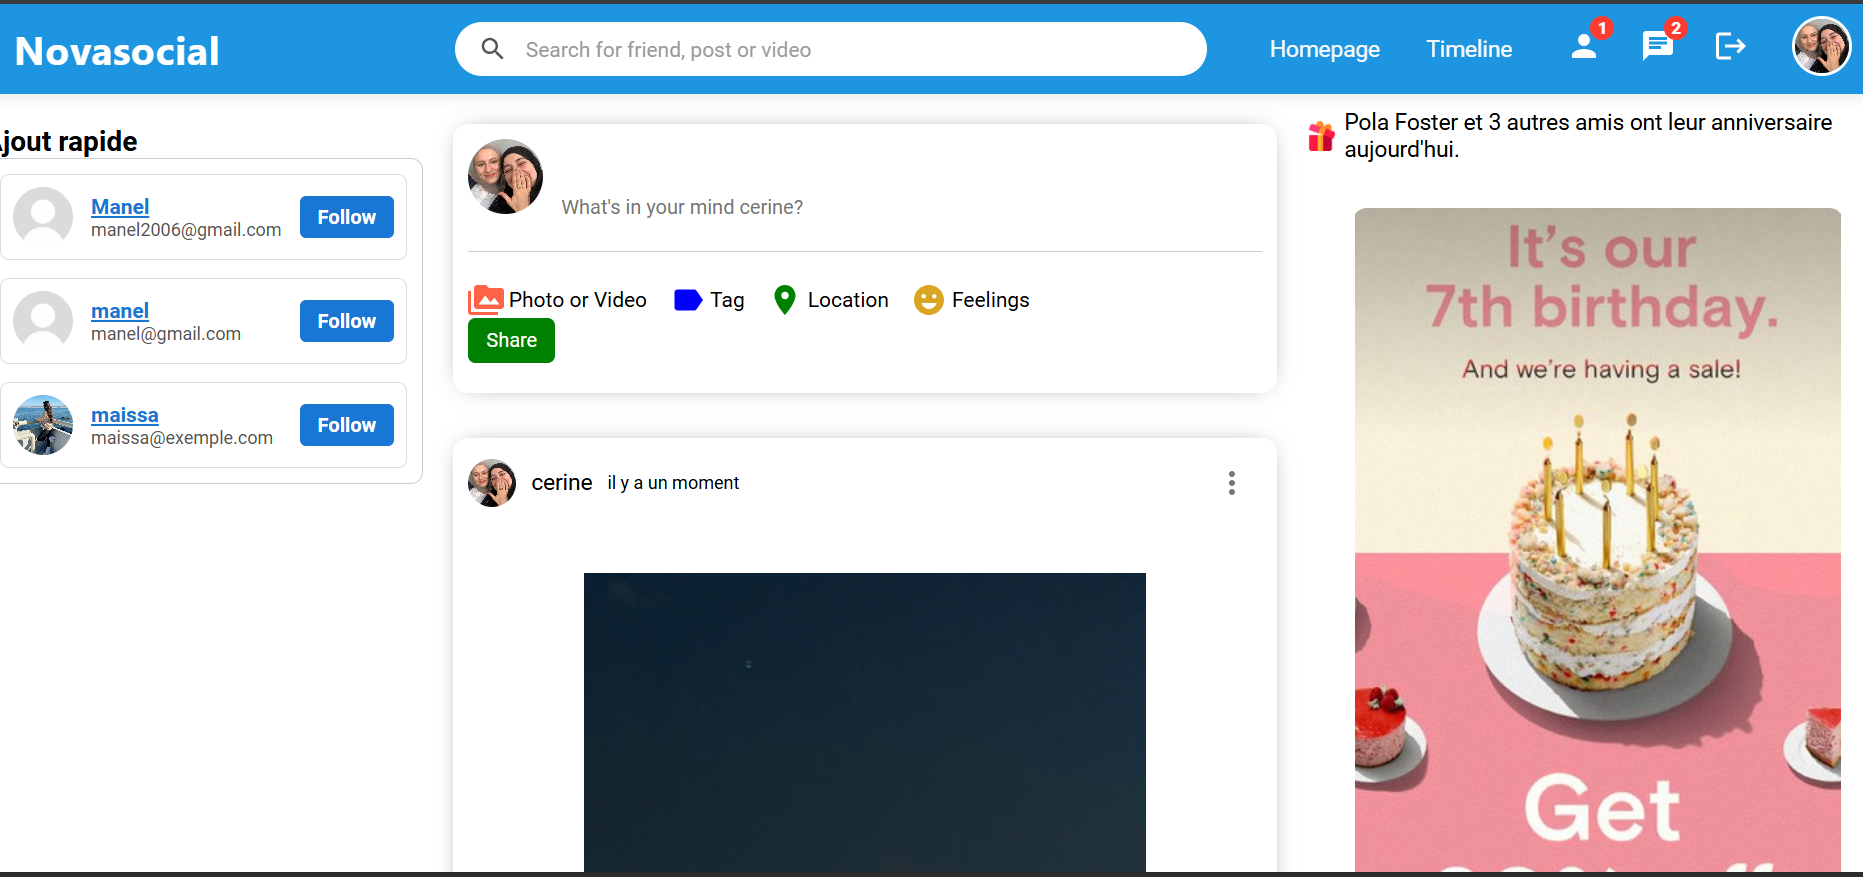 Novasocial
Search for friend, post or video
Homepage
Timeline
1
2
jout rapide
Manel
manel2006@gmail.com
Follow
manel
manel@gmail.com
Follow
maissa
maissa@exemple.com
Follow
What's in your mind cerine?
Photo or Video
Tag
Location
Feelings
Share
cerine
il y a un moment
Pola Foster et 3 autres amis ont leur anniversaire
aujourd'hui.
It's our
7th birthday.
And we're having a sale!
Get